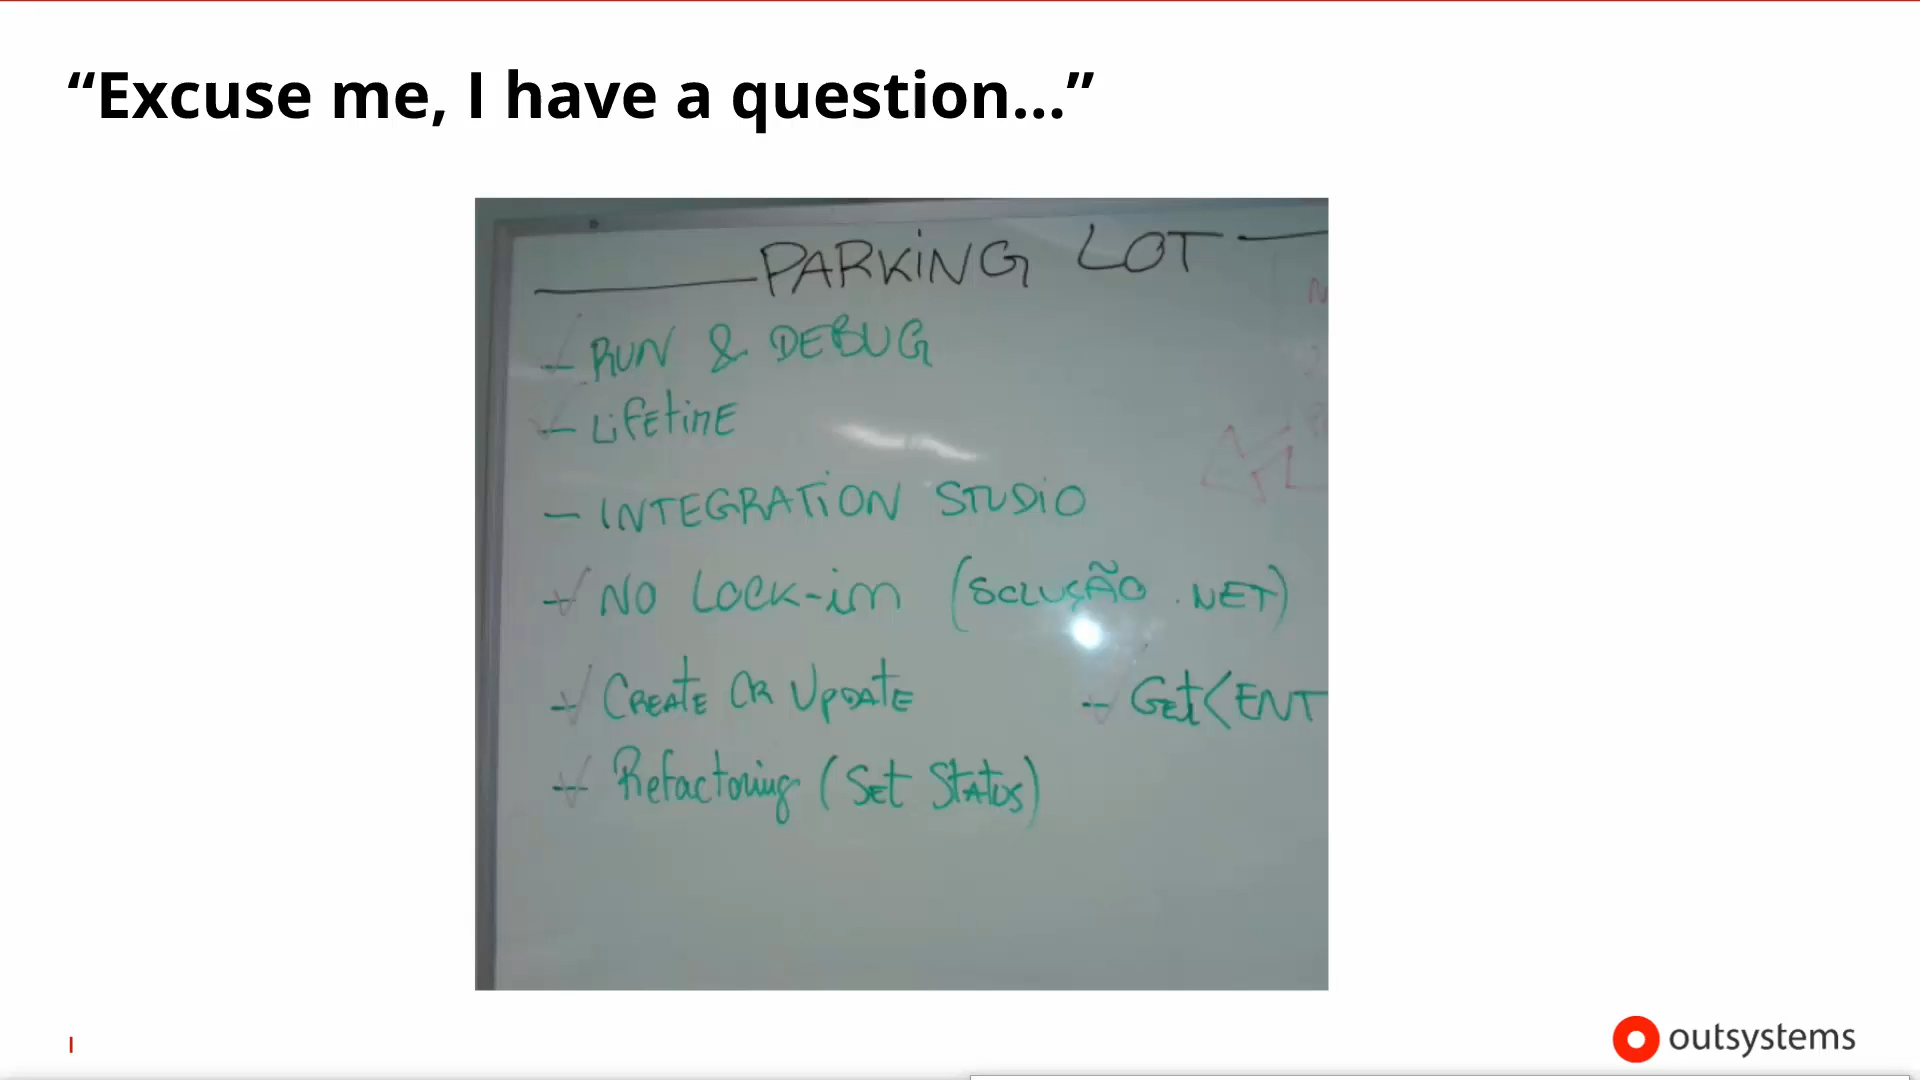 “Excuse me, I have a question...”
PARKING LOT
- RUN & DEBUG
- LIFETIME
- INTEGRATION STUDIO
- NO LOCK-in (SOLUÇÃO .NET)
- CREATE OR UPDATE - Get<ENT
- Refactoring (SET STATUS)
outsystems